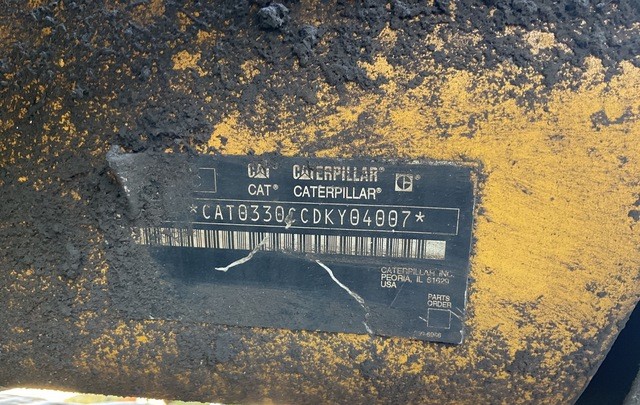 CAT CATERPILLAR
CAT® CATERPILLAR®
*CAT0330CCDKY04007*
CATERPILLAR INC.
PEORIA, IL 61629
USA
PARTS
ORDER